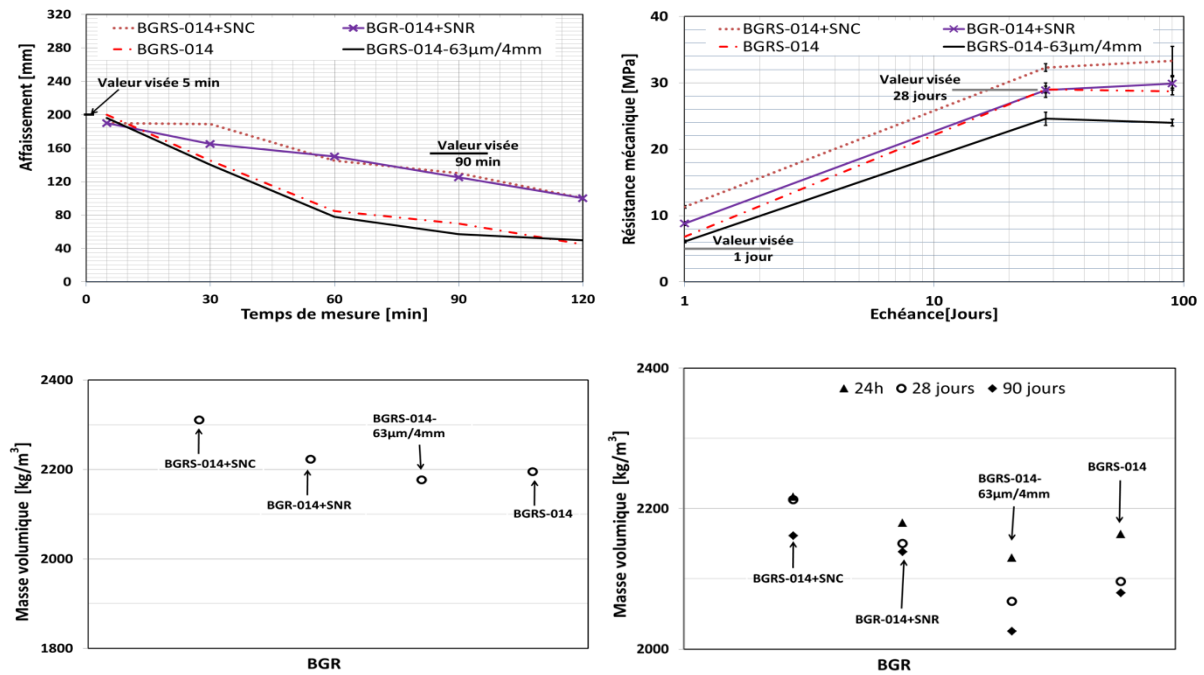 320
280
240
200
160
120
80
40
0
Affaissement [mm]
BGRS-014+SNC
BGR-014+SNR
BGRS-014
BGRS-014-63µm/4mm
Valeur visée 5 min
Valeur visée
90 min
0
30
60
90
120
Temps de mesure [min]
40
30
20
10
0
Résistance mécanique [MPa]
BGRS-014+SNC
BGR-014+SNR
BGRS-014
BGRS-014-63µm/4mm
Valeur visée
28 jours
Valeur visée
1 jour
1
10
100
Echéance[Jours]
2400
2200
2000
1800
Masse volumique [kg/m³]
BGRS-014+SNC
BGR-014+SNR
BGRS-014-
63µm/4mm
BGRS-014
BGR
2400
2200
2000
Masse volumique [kg/m³]
24h
28 jours
90 jours
BGRS-014+SNC
BGR-014+SNR
BGRS-014-
63µm/4mm
BGRS-014
BGR